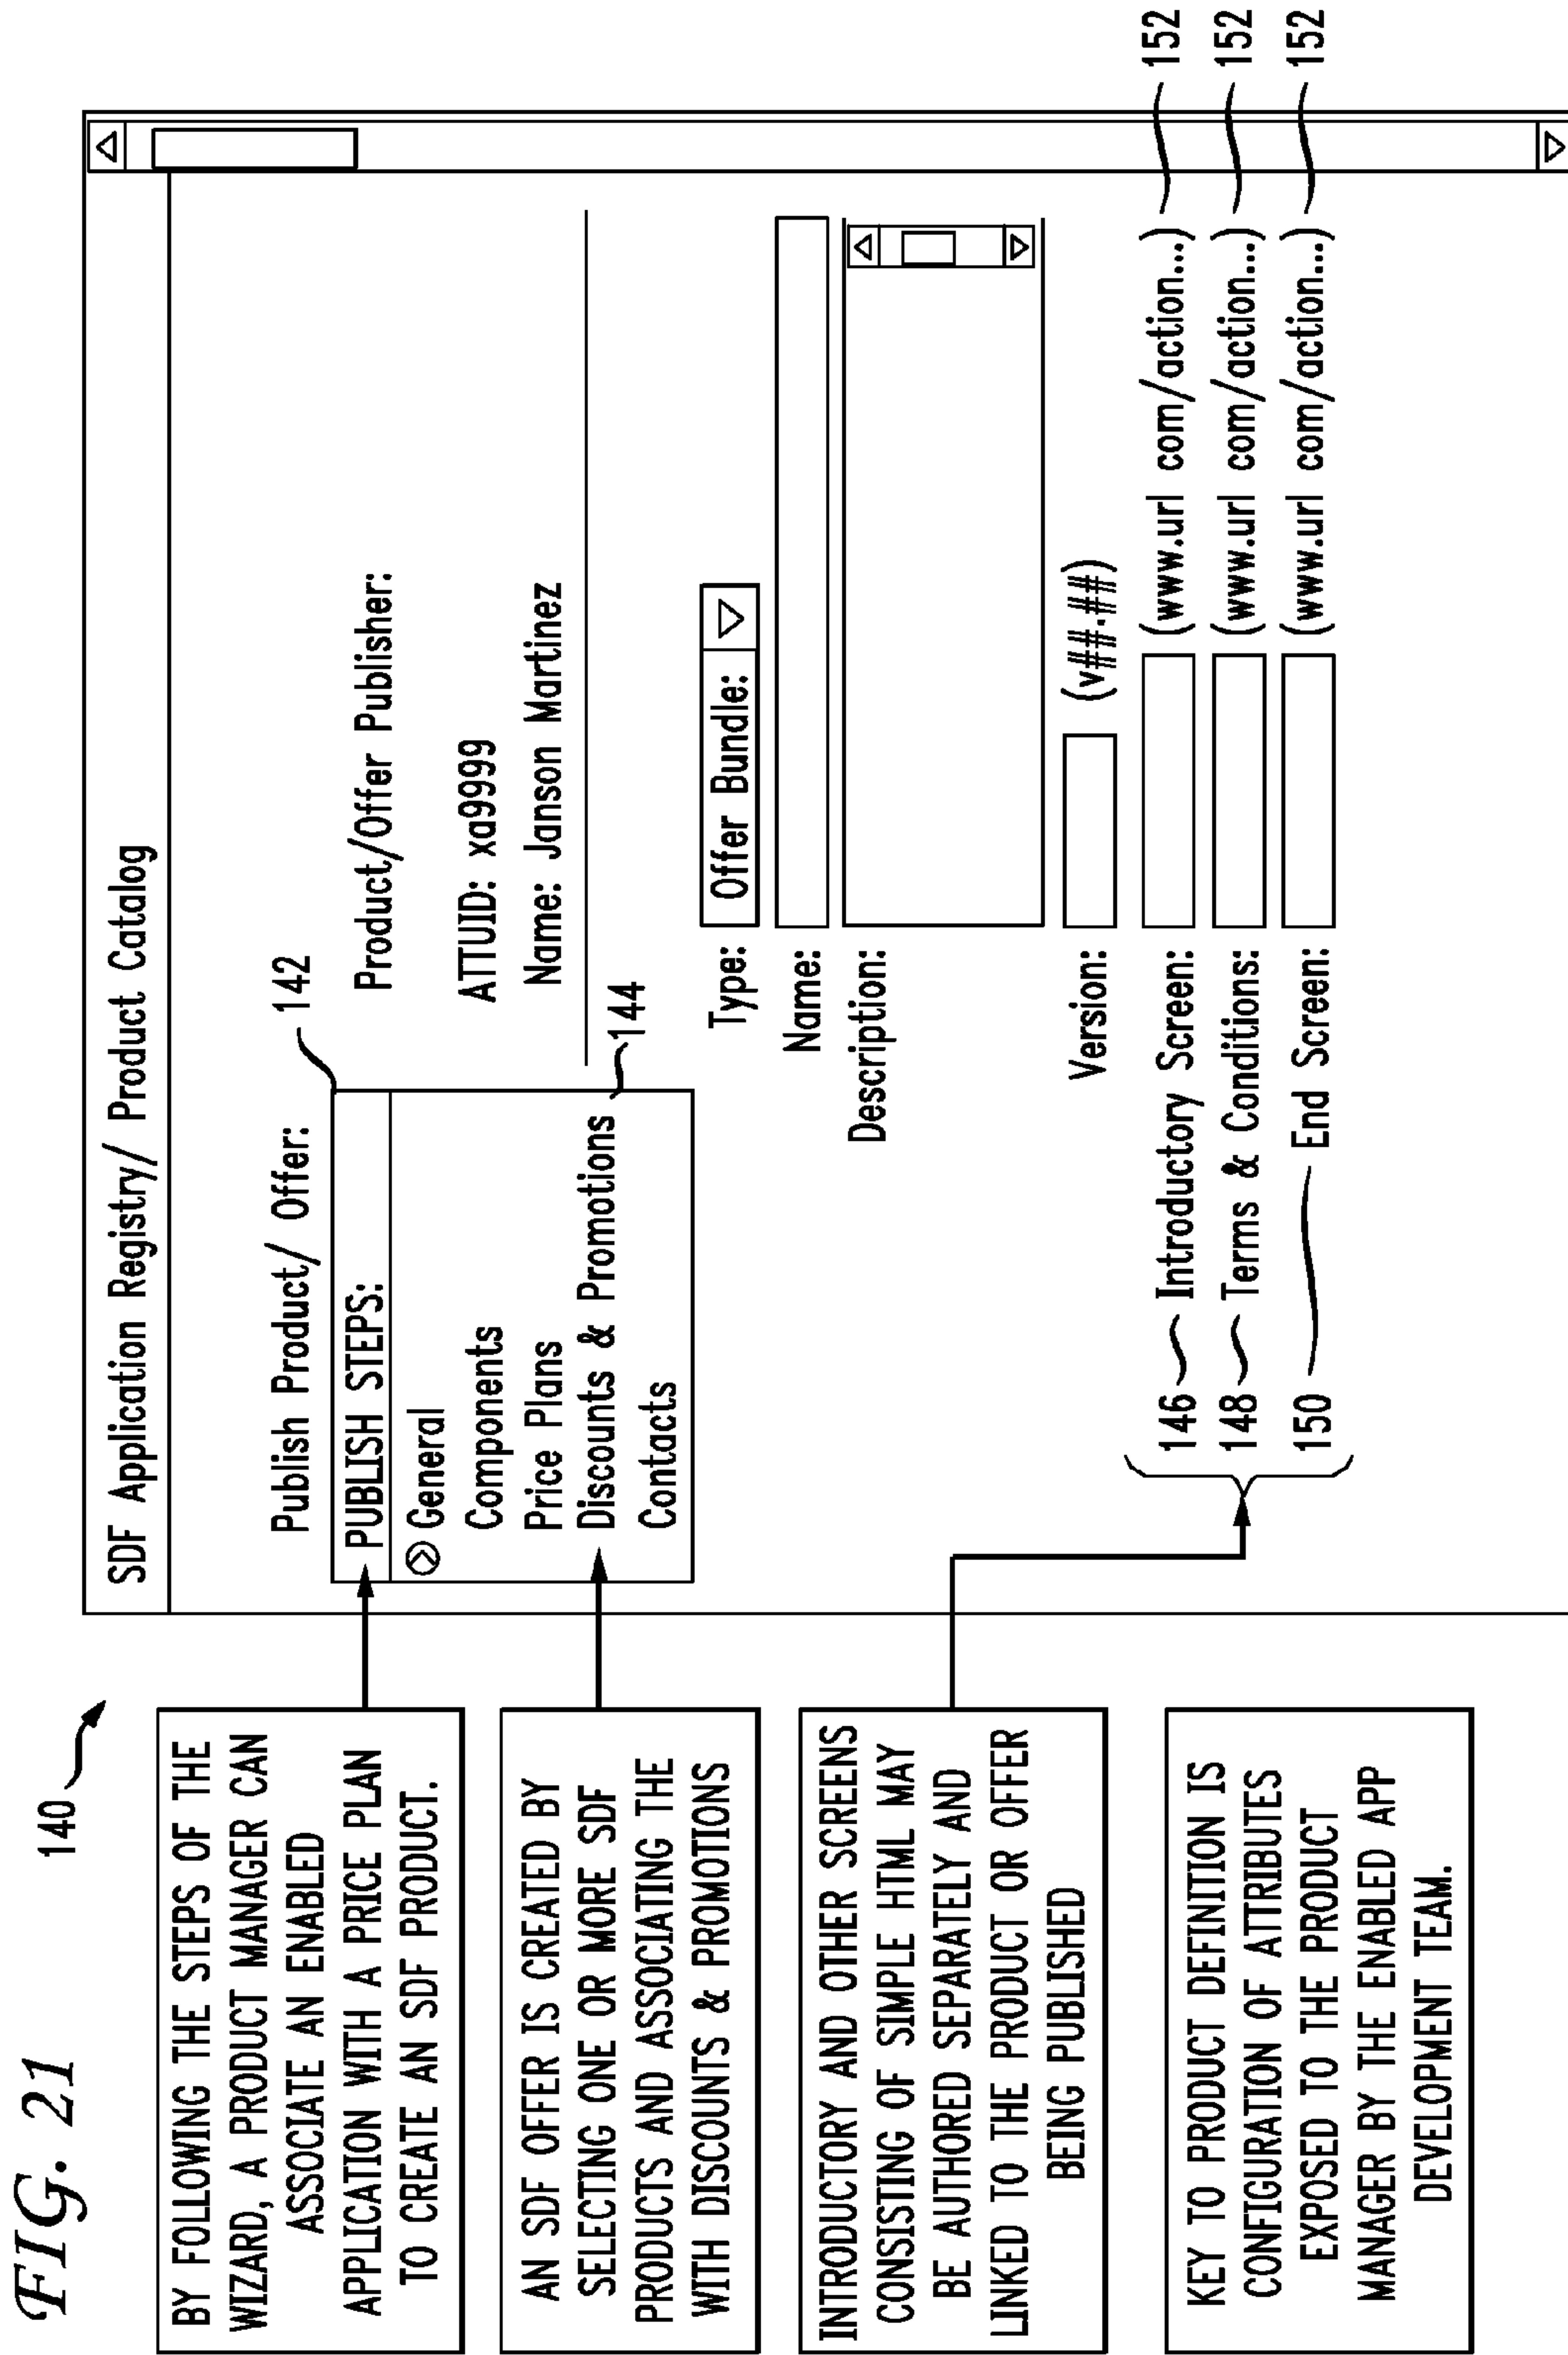 FIG. 21
140
BY FOLLOWING THE STEPS OF THE
WIZARD, A PRODUCT MANAGER CAN
ASSOCIATE AN ENABLED
APPLICATION WITH A PRICE PLAN
TO CREATE AN SDF PRODUCT.
AN SDF OFFER IS CREATED BY
SELECTING ONE OR MORE SDF
PRODUCTS AND ASSOCIATING THE
WITH DISCOUNTS & PROMOTIONS
INTRODUCTORY AND OTHER SCREENS
CONSISTING OF SIMPLE HTML MAY
BE AUTHORED SEPARATELY AND
LINKED TO THE PRODUCT OR OFFER
BEING PUBLISHED
KEY TO PRODUCT DEFINITION IS
CONFIGURATION OF ATTRIBUTES
EXPOSED TO THE PRODUCT
MANAGER BY THE ENABLED APP
DEVELOPMENT TEAM.
SDF Application Registry/ Product Catalog
Publish Product/ Offer:
142
PUBLISH STEPS:
General
Components
Price Plans
Discounts & Promotions
Contacts
144
Product/Offer Publisher:
ATTUID: xa9999
Name: Janson Martinez
Type: Offer Bundle:
Name:
Description:
Version: (v##.##)
146 Introductory Screen: (www.url com/action...) 152
148 Terms & Conditions: (www.url com/action...) 152
150 End Screen: (www.url com/action...) 152